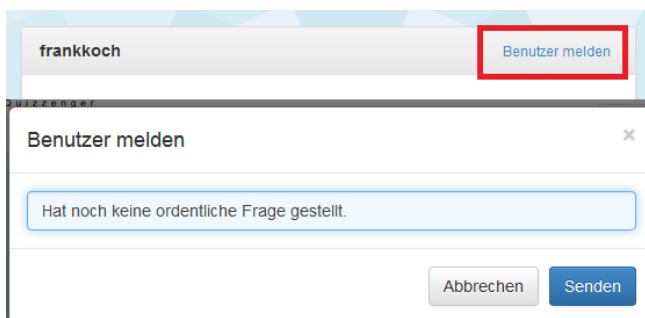 frankkoch
Benutzer melden
Quizzenger
Benutzer melden
×
Hat noch keine ordentliche Frage gestellt.
Abbrechen
Senden